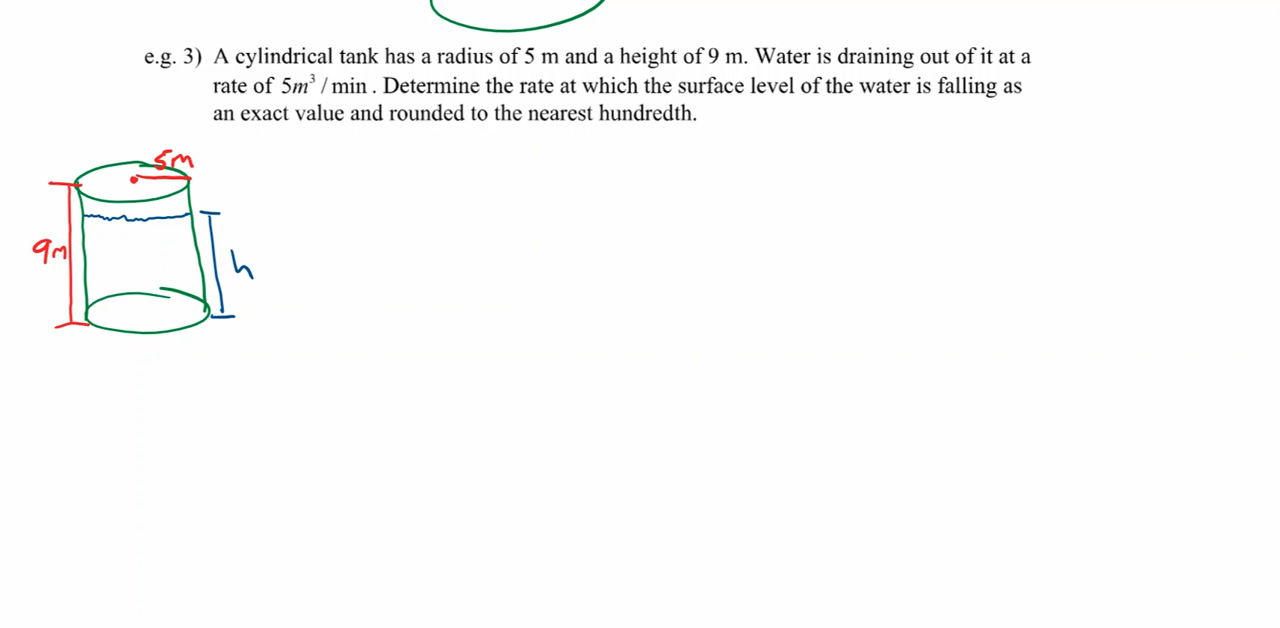 e.g. 3) A cylindrical tank has a radius of 5 m and a height of 9 m. Water is draining out of it at a
rate of 5m³ / min . Determine the rate at which the surface level of the water is falling as
an exact value and rounded to the nearest hundredth.
5m
9m
h